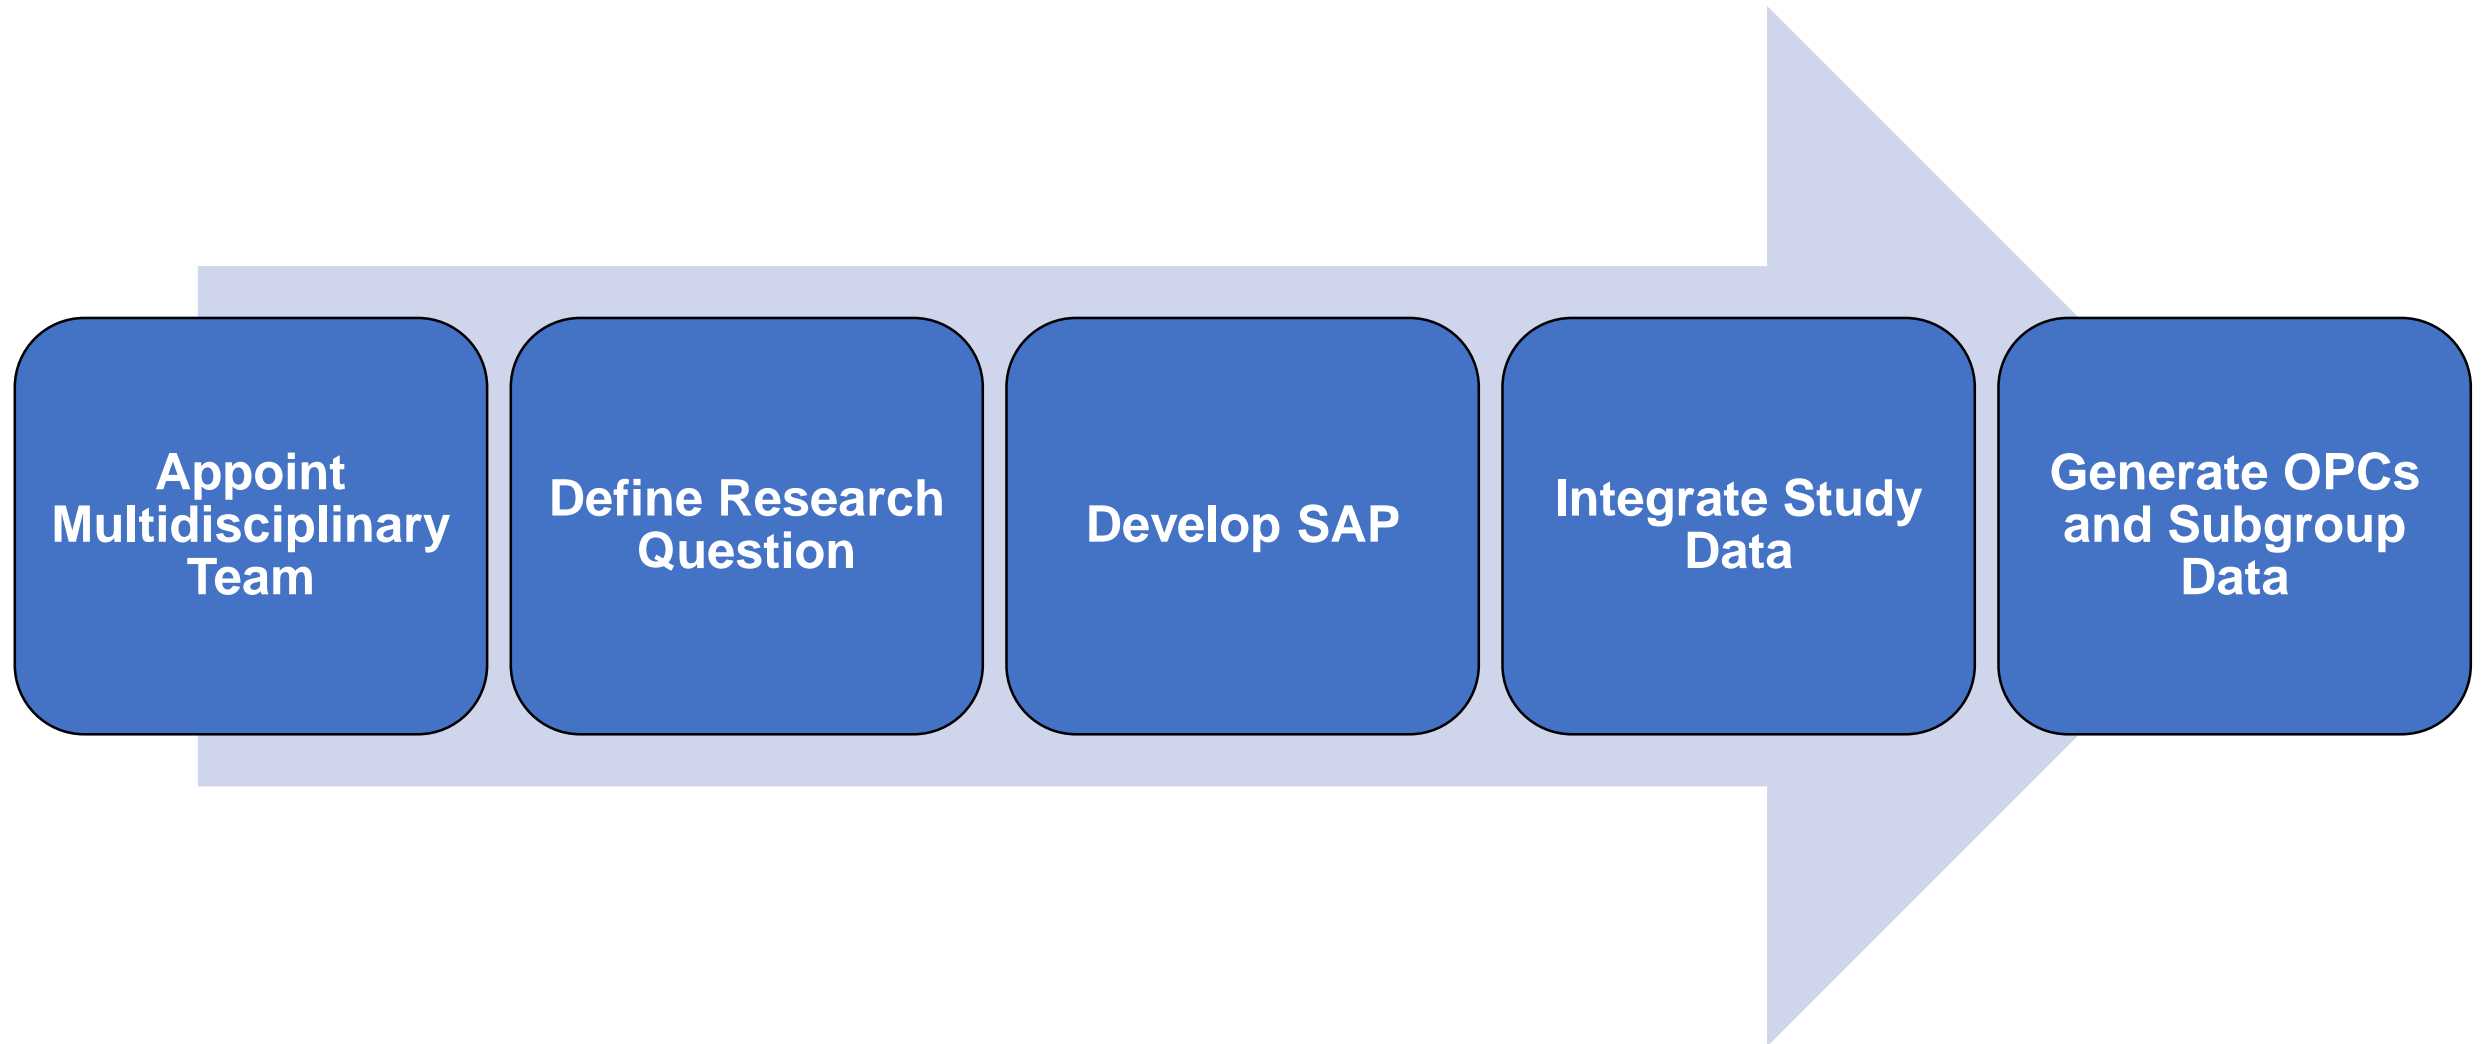 Appoint
Multidisciplinary
Team
Define Research
Question
Develop SAP
Integrate Study
Data
Generate OPCs
and Subgroup
Data